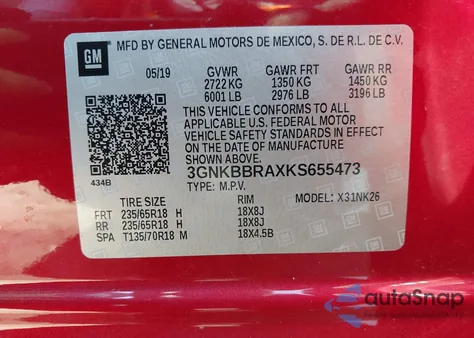 GM
MFD BY GENERAL MOTORS DE MEXICO, S. DE R.L. DE C.V.
05/19 GVWR GAWR FRT GAWR RR
2722 KG 1350 KG 1450 KG
6001 LB 2976 LB 3196 LB
THIS VEHICLE CONFORMS TO ALL
APPLICABLE U.S. FEDERAL MOTOR
VEHICLE SAFETY STANDARDS IN EFFECT
ON THE DATE OF MANUFACTURE
SHOWN ABOVE.
434B
3GNKBBRAXKS655473
TYPE: M.P.V. MODEL: X31NK26
TIRE SIZE RIM
FRT 235/65R18 H 18X8J
RR 235/65R18 H 18X8J
SPA T135/70R18 M 18X4.5B
autoSnap